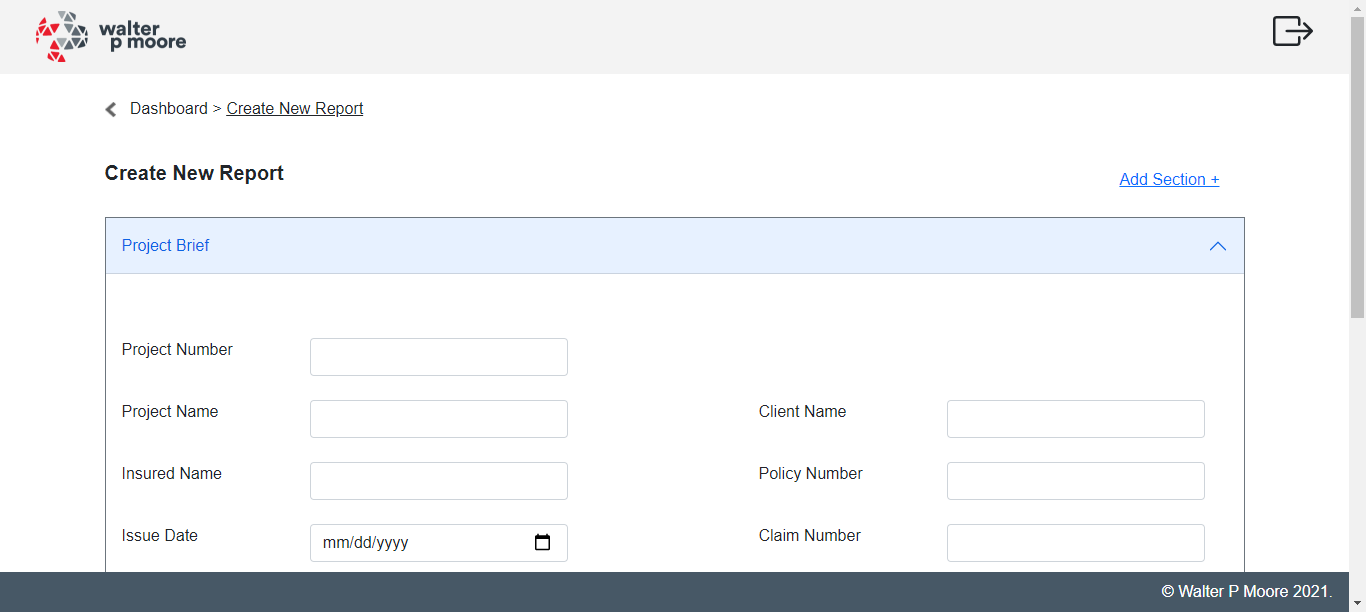 walter
p moore
Dashboard > Create New Report
Create New Report
Add Section +
Project Brief
Project Number
Project Name
Client Name
Insured Name
Policy Number
Issue Date
mm/dd/yyyy
Claim Number
© Walter P Moore 2021.